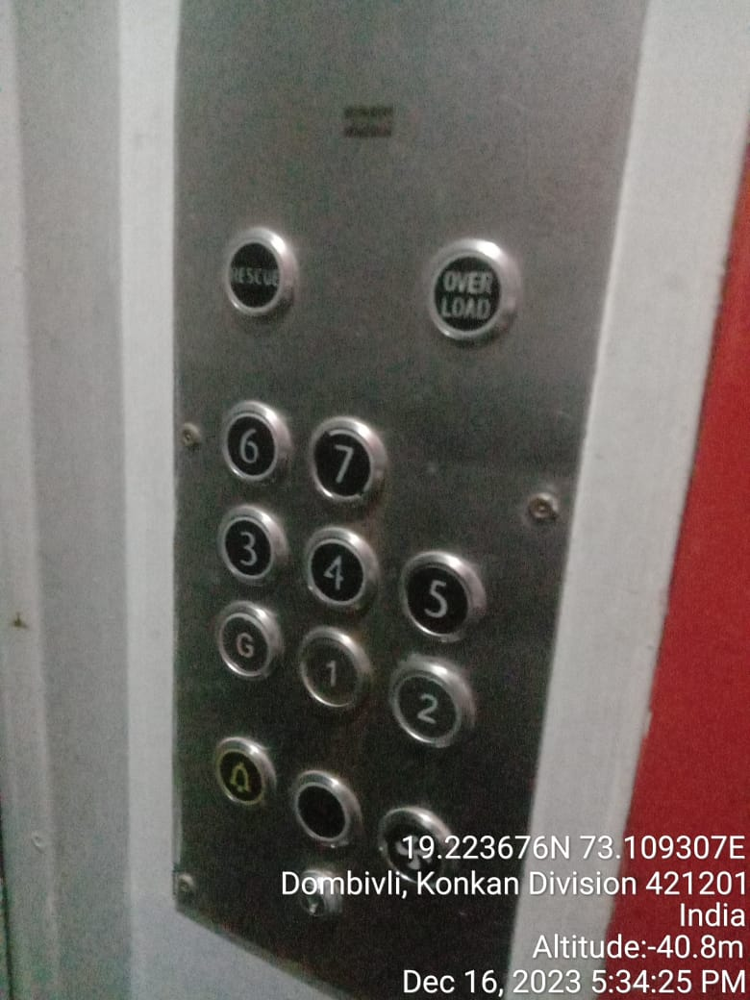 RESCUE
OVER
LOAD
6 7
3 4 5
G 1 2
19.223676N 73.109307E
Dombivli, Konkan Division 421201
India
Altitude:-40.8m
Dec 16, 2023 5:34:25 PM